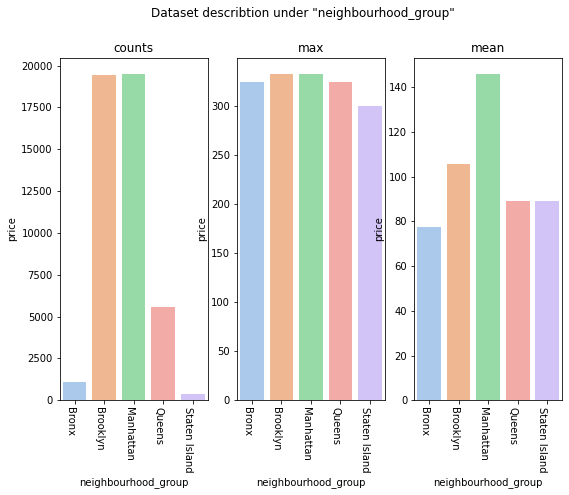 Dataset describtion under "neighbourhood_group"
counts
20000
17500
15000
12500
10000
7500
5000
2500
0
price
Bronx
Brooklyn
Manhattan
Queens
Staten Island
neighbourhood_group
max
300
250
200
150
100
50
0
price
Bronx
Brooklyn
Manhattan
Queens
Staten Island
neighbourhood_group
mean
140
120
100
80
60
40
20
0
price
Bronx
Brooklyn
Manhattan
Queens
Staten Island
neighbourhood_group